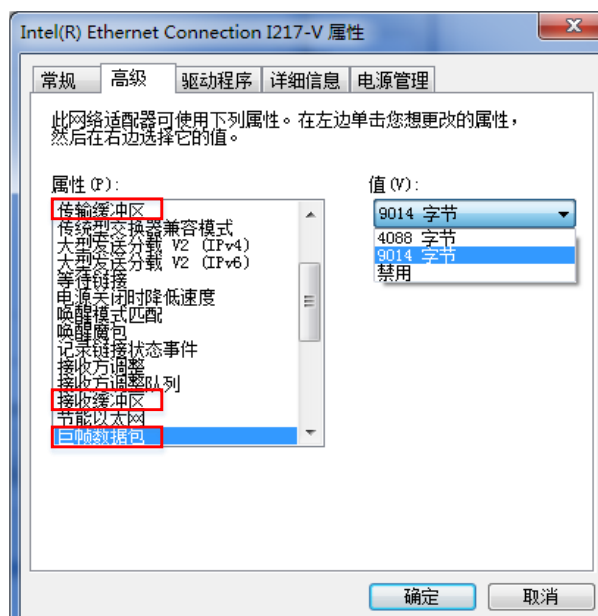 Intel(R) Ethernet Connection I217-V 属性
常规 高级 驱动程序 详细信息 电源管理
此网络适配器可使用下列属性。在左边单击您想更改的属性，
然后在右边选择它的值。
属性(P):
传输缓冲区
传统型交换器兼容模式
大型发送分载 V2 (IPv4)
大型发送分载 V2 (IPv6)
等待链接
电源关闭时降低速度
唤醒模式匹配
唤醒魔包
记录链接状态事件
接收方调整
接收方调整队列
接收缓冲区
节能以太网
巨帧数据包
值(V):
9014 字节
4088 字节
9014 字节
禁用
确定 取消